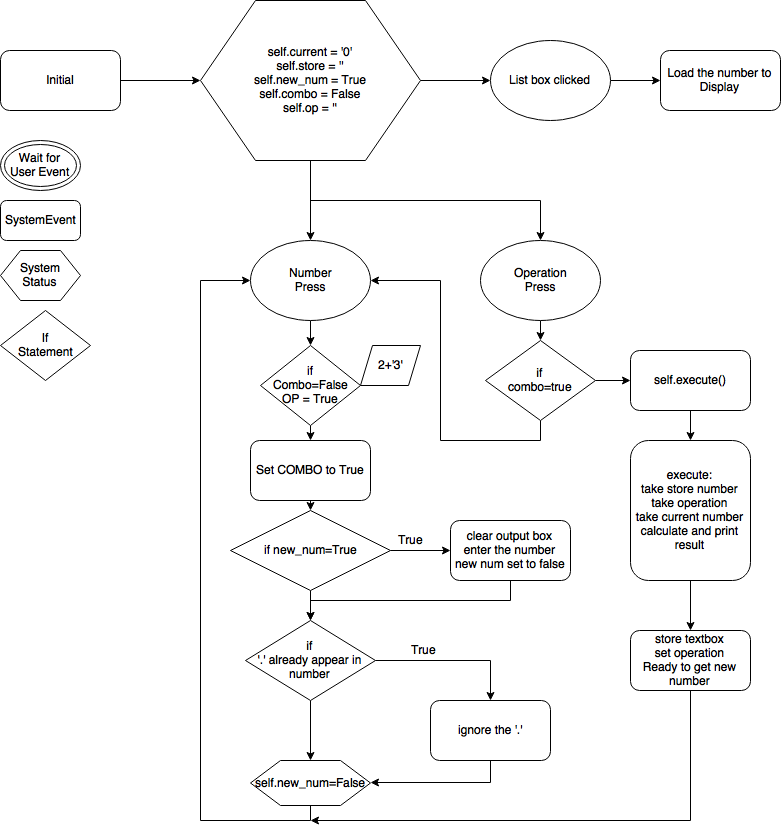 Initial
self.current = '0'
self.store = ''
self.new_num = True
self.combo = False
self.op = ''
List box clicked
Load the number to
Display
Wait for
User Event
SystemEvent
System
Status
If
Statement
Number
Press
Operation
Press
if
Combo=False
OP = True
2+'3'
if
combo=true
self.execute()
Set COMBO to True
execute:
take store number
take operation
take current number
calculate and print
result
if new_num=True
True
clear output box
enter the number
new num set to false
if
'.' already appear in
number
True
store textbox
set operation
Ready to get new
number
ignore the '.'
self.new_num=False